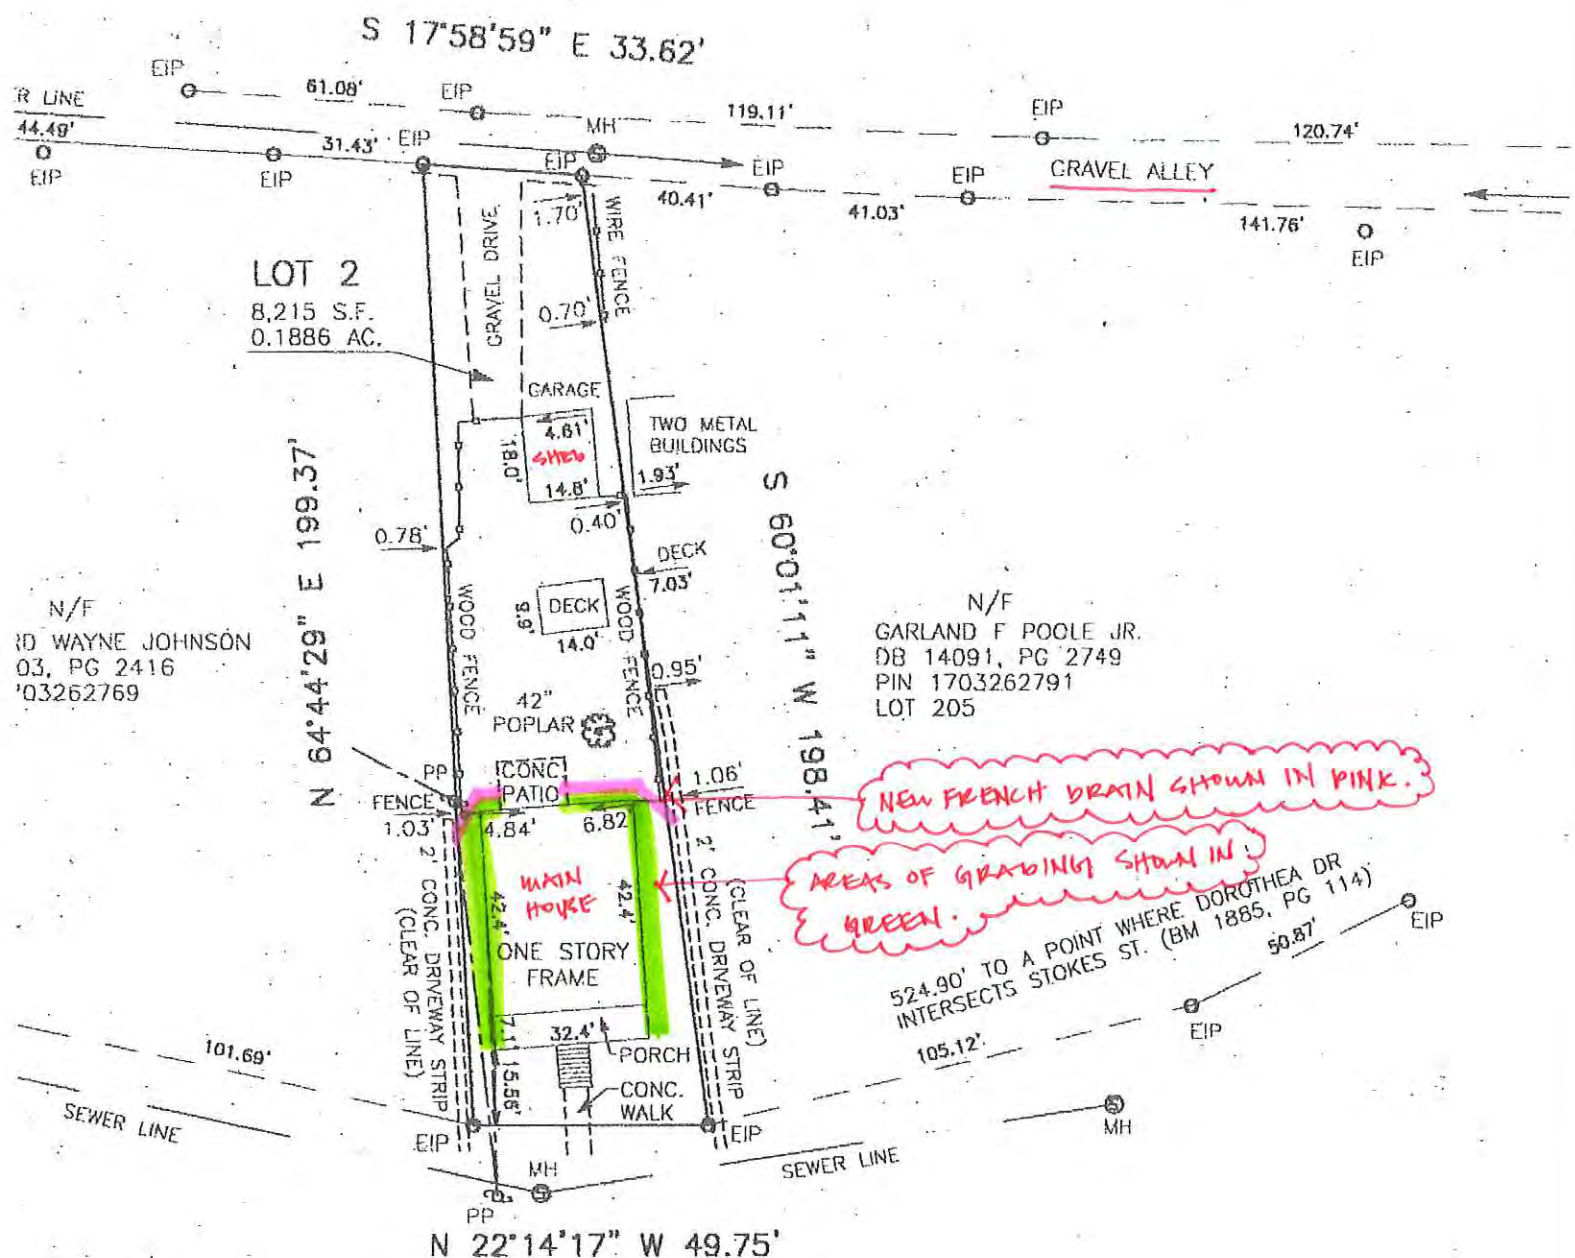 S 17°58'59" E 33.62'
EIP
61.08'
EIP
119.11'
EIP
120.74'
R LINE
44.49'
EIP
EIP
31.43'
EIP
EIP
MH
40.41'
EIP
41.03'
EIP
GRAVEL ALLEY
141.76'
EIP
1.70'
WIRE FENCE
GRAVEL DRIVE
LOT 2
8,215 S.F.
0.1886 AC.
0.70'
GARAGE
4.61'
SHED
18.0'
14.8'
TWO METAL
BUILDINGS
1.93'
0.40'
N 64°44'29" E 199.37'
0.78'
DECK
7.03'
S 60°01'11" W 198.41'
WOOD FENCE
9.9'
DECK
14.0'
WOOD FENCE
0.95'
N/F
RD WAYNE JOHNSON
03, PG 2416
'03262769
N/F
GARLAND F POOLE JR.
DB 14091, PG 2749
PIN 1703262791
LOT 205
42"
POPLAR
PP
CONC
PATIO
1.06'
FENCE
FENCE
1.03'
4.84'
6.82
NEW FRENCH DRAIN SHOWN IN PINK.
AREAS OF GRADING SHOWN IN
GREEN.
MAIN
HOUSE
42.4'
42.4'
ONE STORY
FRAME
2' CONC. DRIVEWAY STRIP
(CLEAR OF LINE)
2' CONC. DRIVEWAY STRIP
(CLEAR OF LINE)
524.90' TO A POINT WHERE DOROTHEA DR
INTERSECTS STOKES ST. (BM 1885, PG 114)
50.87'
EIP
EIP
105.12'
7.1'
32.4'
PORCH
15.56'
CONC.
WALK
101.69'
SEWER LINE
EIP
EIP
MH
SEWER LINE
MH
PP
N 22°14'17" W 49.75'